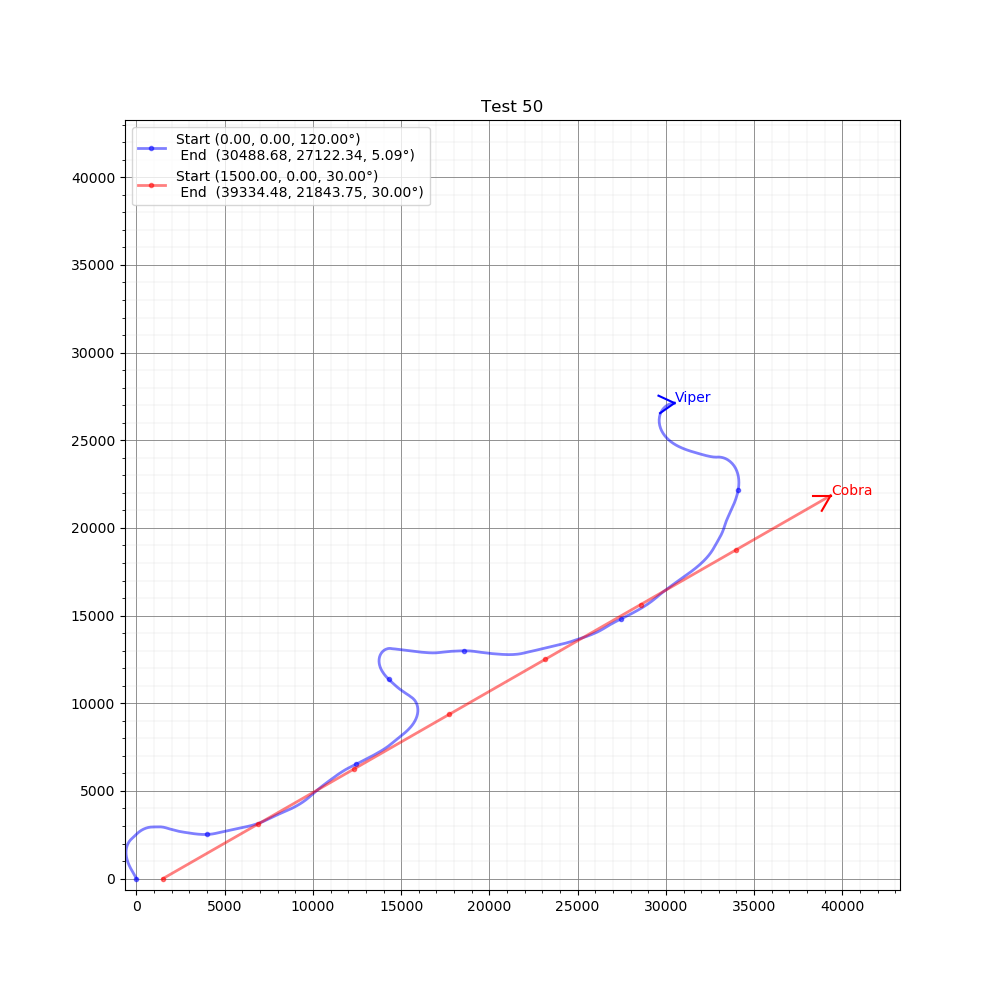 Test 50
Start (0.00, 0.00, 120.00°)
End (30488.68, 27122.34, 5.09°)
Start (1500.00, 0.00, 30.00°)
End (39334.48, 21843.75, 30.00°)
40000
35000
30000
25000
20000
15000
10000
5000
0
Viper
Cobra
0 5000 10000 15000 20000 25000 30000 35000 40000